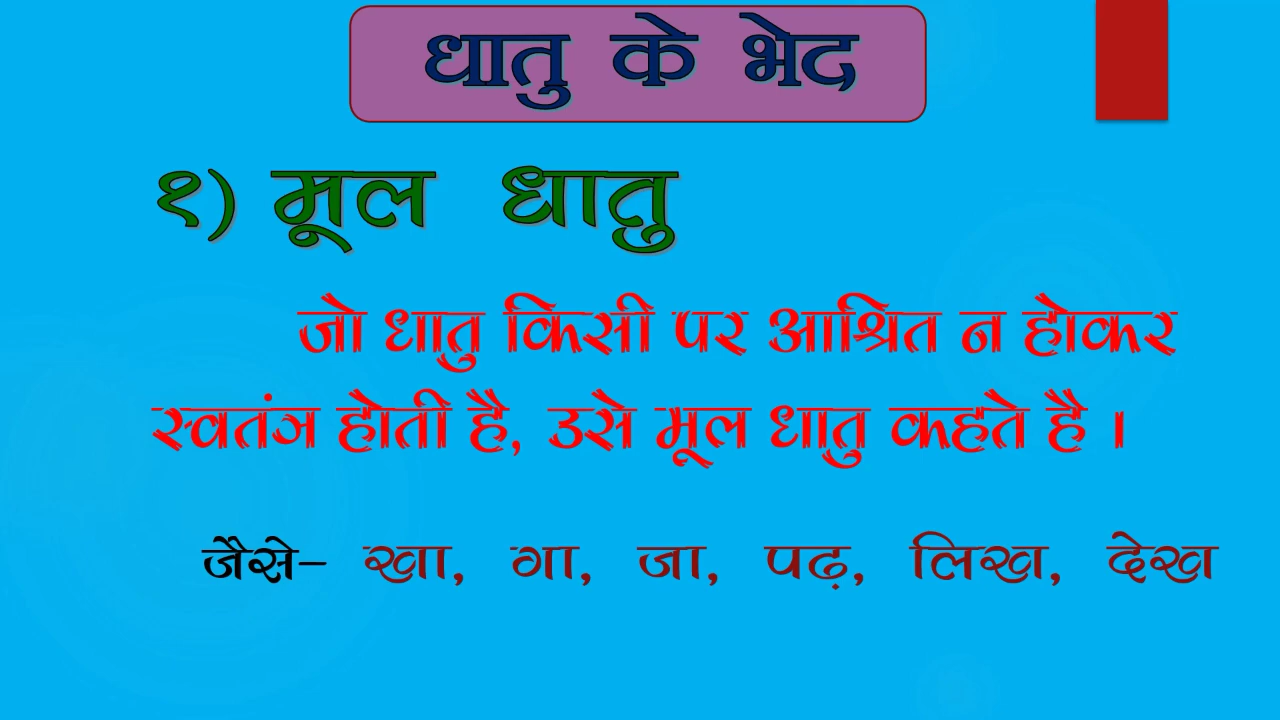 धातु के भेद
१) मूल धातु
जो धातु किसी पर आश्रित न होकर
स्वतंत्र होती है, उसे मूल धातु कहते है ।
जैसे- खा, गा, जा, पढ़, लिख, देख